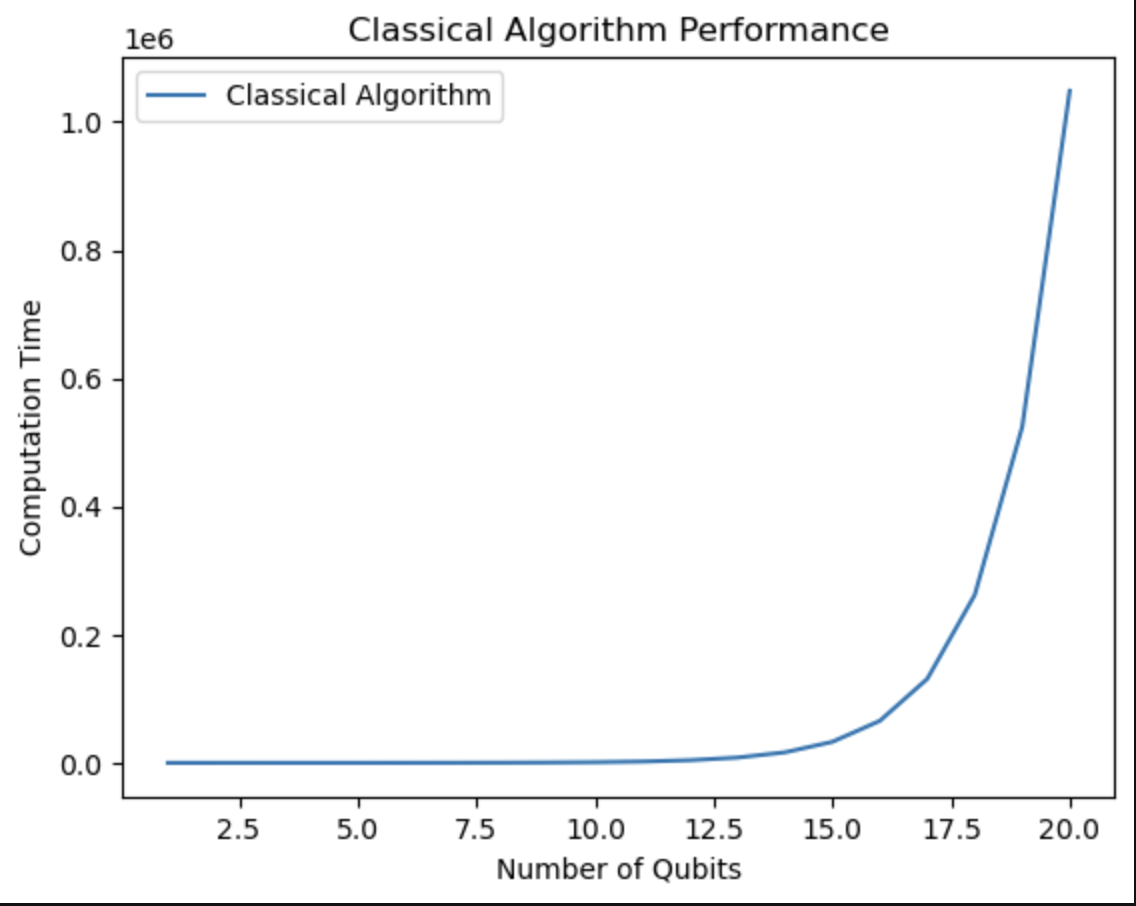 Classical Algorithm Performance
1e6
Classical Algorithm
1.0
0.8
0.6
0.4
0.2
0.0
Computation Time
2.5 5.0 7.5 10.0 12.5 15.0 17.5 20.0
Number of Qubits